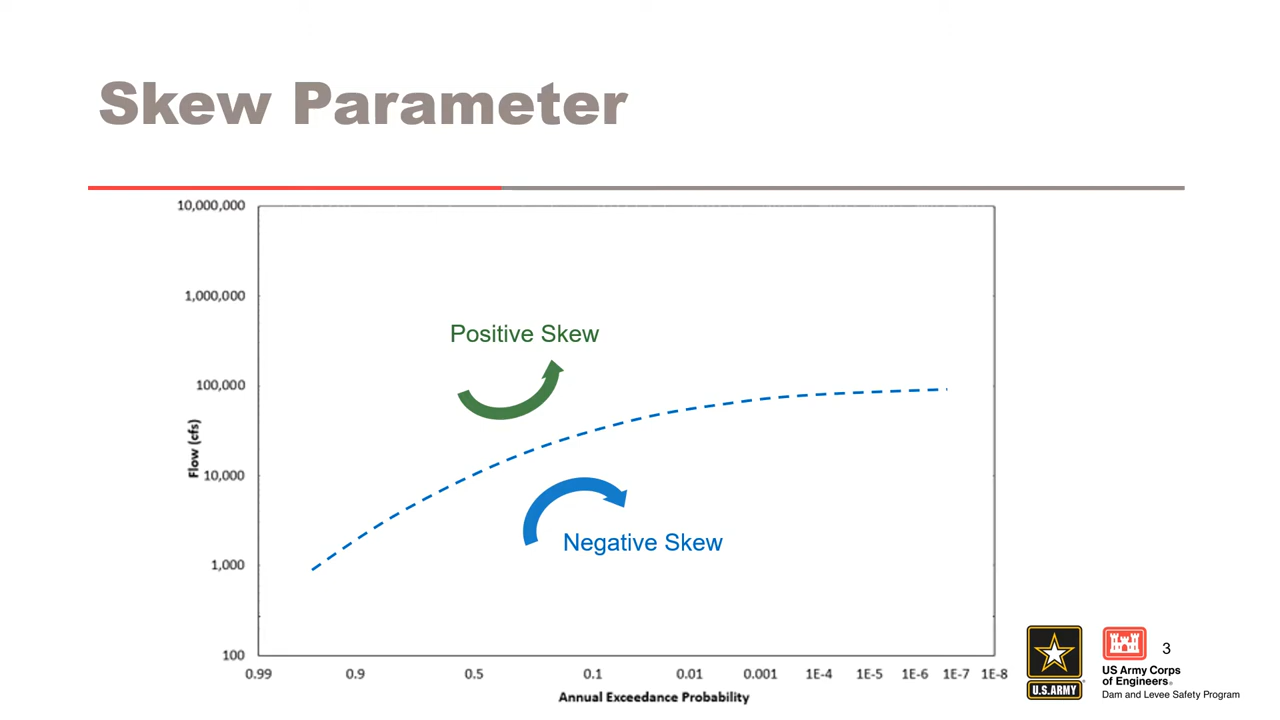 Skew Parameter
10,000,000
1,000,000
Positive Skew
100,000
Flow (cfs)
10,000
Negative Skew
1,000
100
0.99 0.9 0.5 0.1 0.01 0.001 1E-4 1E-5 1E-6 1E-7 1E-8
Annual Exceedance Probability
U.S.ARMY
3
US Army Corps
of Engineers®
Dam and Levee Safety Program